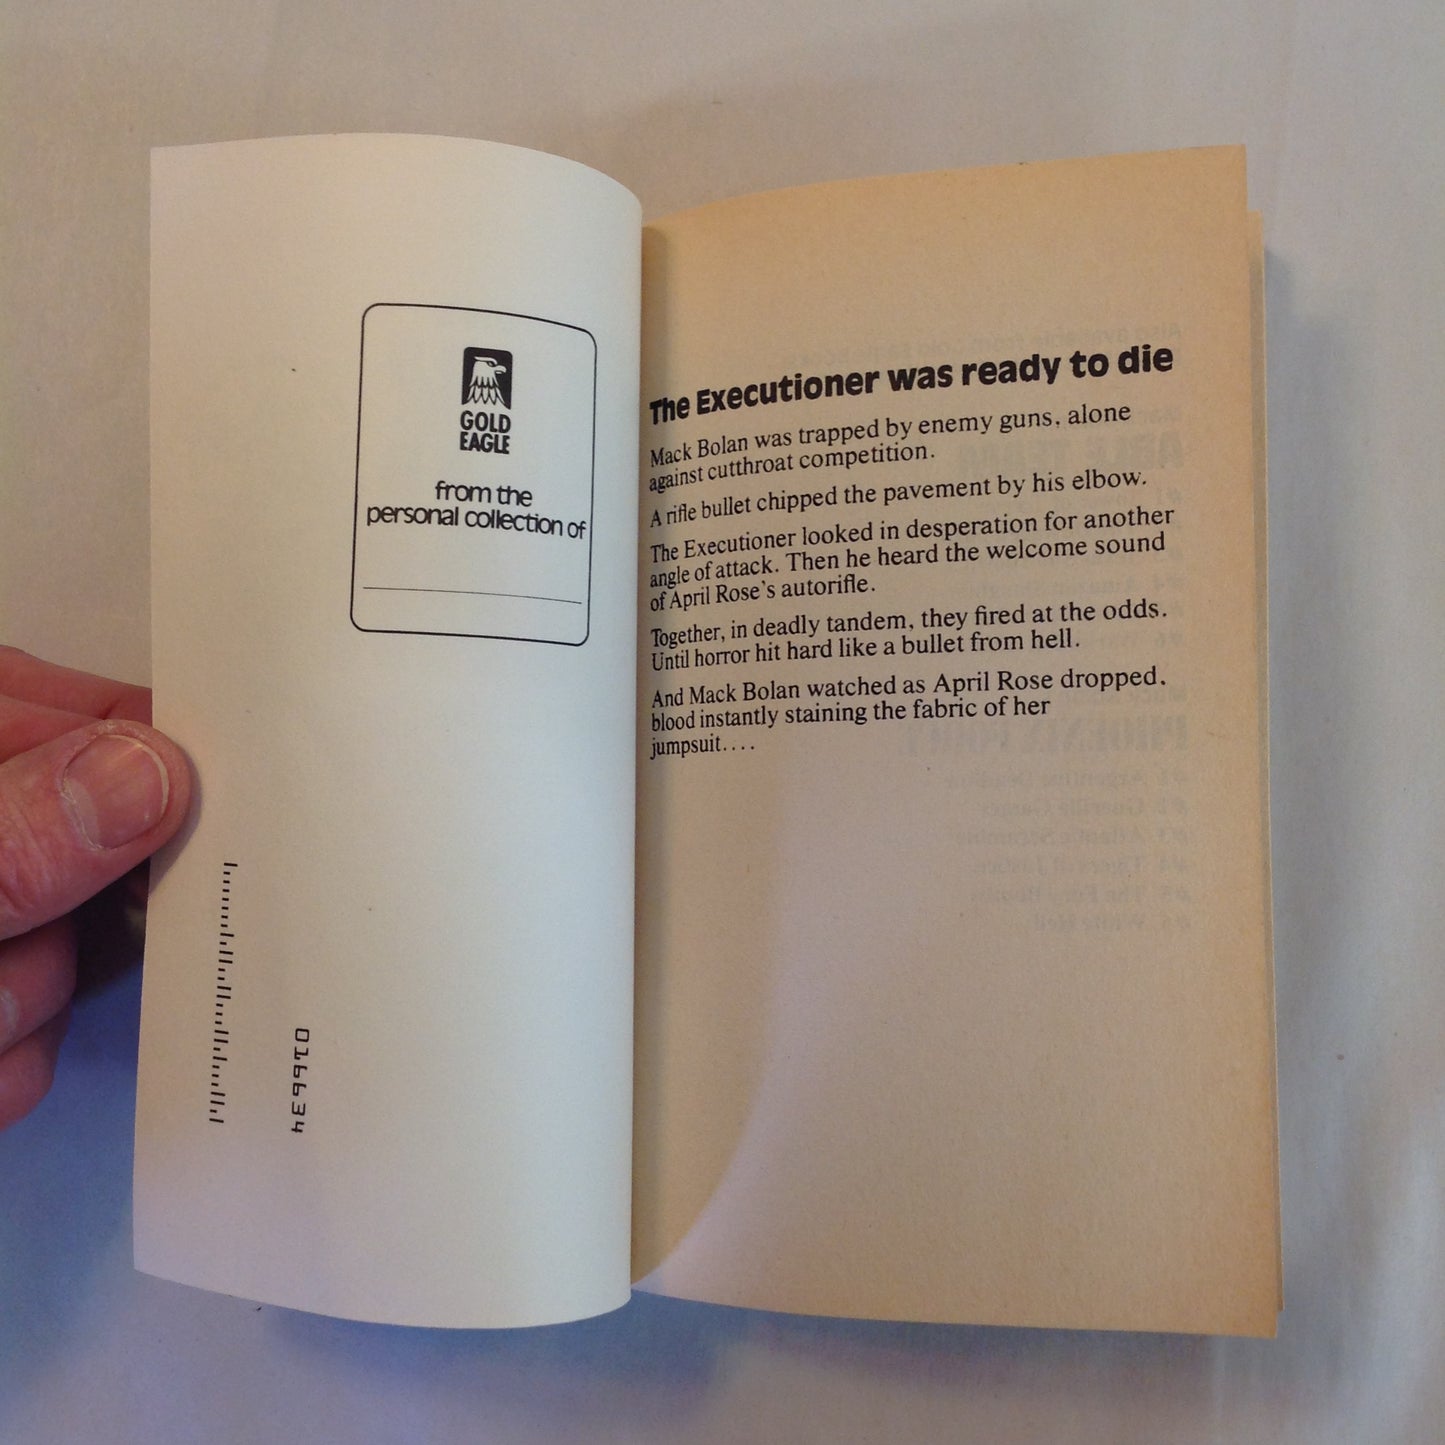 GOLD
EAGLE
from the
personal collection of
016634
The Executioner was ready to die
Mack Bolan was trapped by enemy guns, alone
against cutthroat competition.
A rifle bullet chipped the pavement by his elbow.
The Executioner looked in desperation for another
angle of attack. Then he heard the welcome sound
of April Rose's autorifle.
Together, in deadly tandem, they fired at the odds.
Until horror hit hard like a bullet from hell.
And Mack Bolan watched as April Rose dropped,
blood instantly staining the fabric of her
jumpsuit....